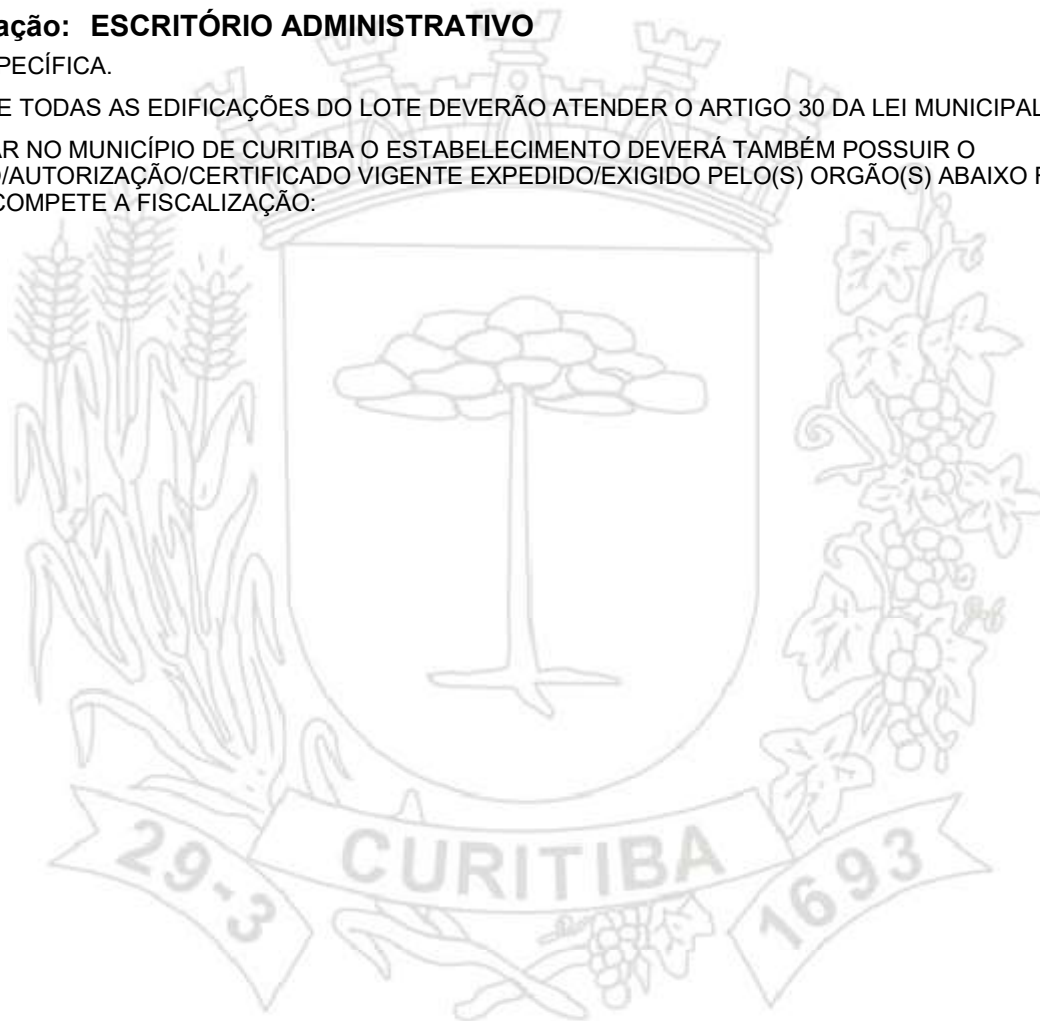 ação: ESCRITÓRIO ADMINISTRATIVO
PECÍFICA.
E TODAS AS EDIFICAÇÕES DO LOTE DEVERÃO ATENDER O ARTIGO 30 DA LEI MUNICIPAL
AR NO MUNICÍPIO DE CURITIBA O ESTABELECIMENTO DEVERÁ TAMBÉM POSSUIR O
O/AUTORIZAÇÃO/CERTIFICADO VIGENTE EXPEDIDO/EXIGIDO PELO(S) ORGÃO(S) ABAIXO
COMPETE A FISCALIZAÇÃO:
29-3 CURITIBA 1693